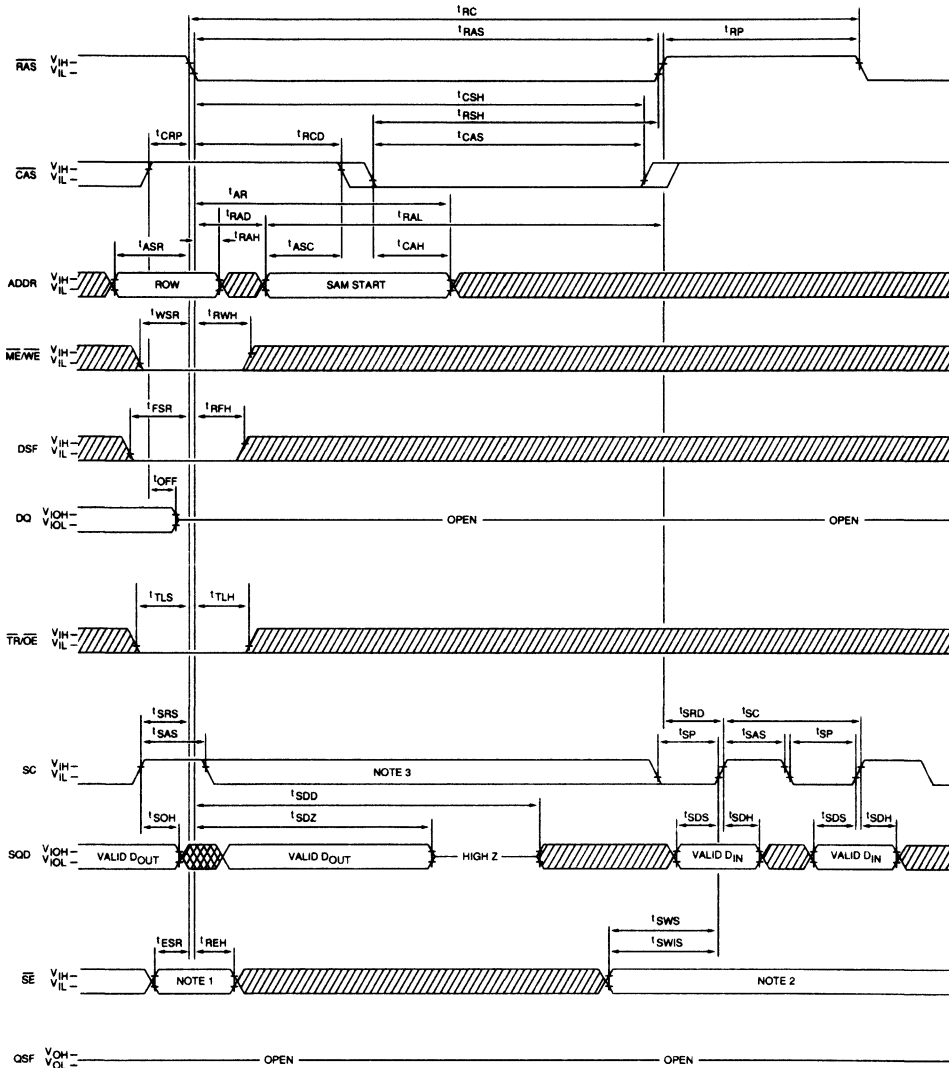 tRC
tRAS tRP
RAS VIH VIL
tCSH
tRSH
tCRP tRCD tCAS
CAS VIH VIL
tAR
tRAD tRAL
tASR tRAH tASC tCAH
ADDR VIH VIL ROW SAM START
tWSR tRWH
ME/WE VIH VIL
tFSR tRFH
DSF VIH VIL
tOFF
DQ VIOH VIOL OPEN OPEN
tTLS tTLH
TR/OE VIH VIL
tSRS tSRD tSC
tSAS tSP tSAS tSP
SC VIH VIL NOTE 3
tSDD
tSOH tSDZ tSDS tSDH tSDS tSDH
SQD VIOH VIOL VALID DOUT VALID DOUT HIGH Z VALID DIN VALID DIN
tSWS
tESR tREH tSWIS
SE VIH VIL NOTE 1 NOTE 2
QSF VOH VOL OPEN OPEN